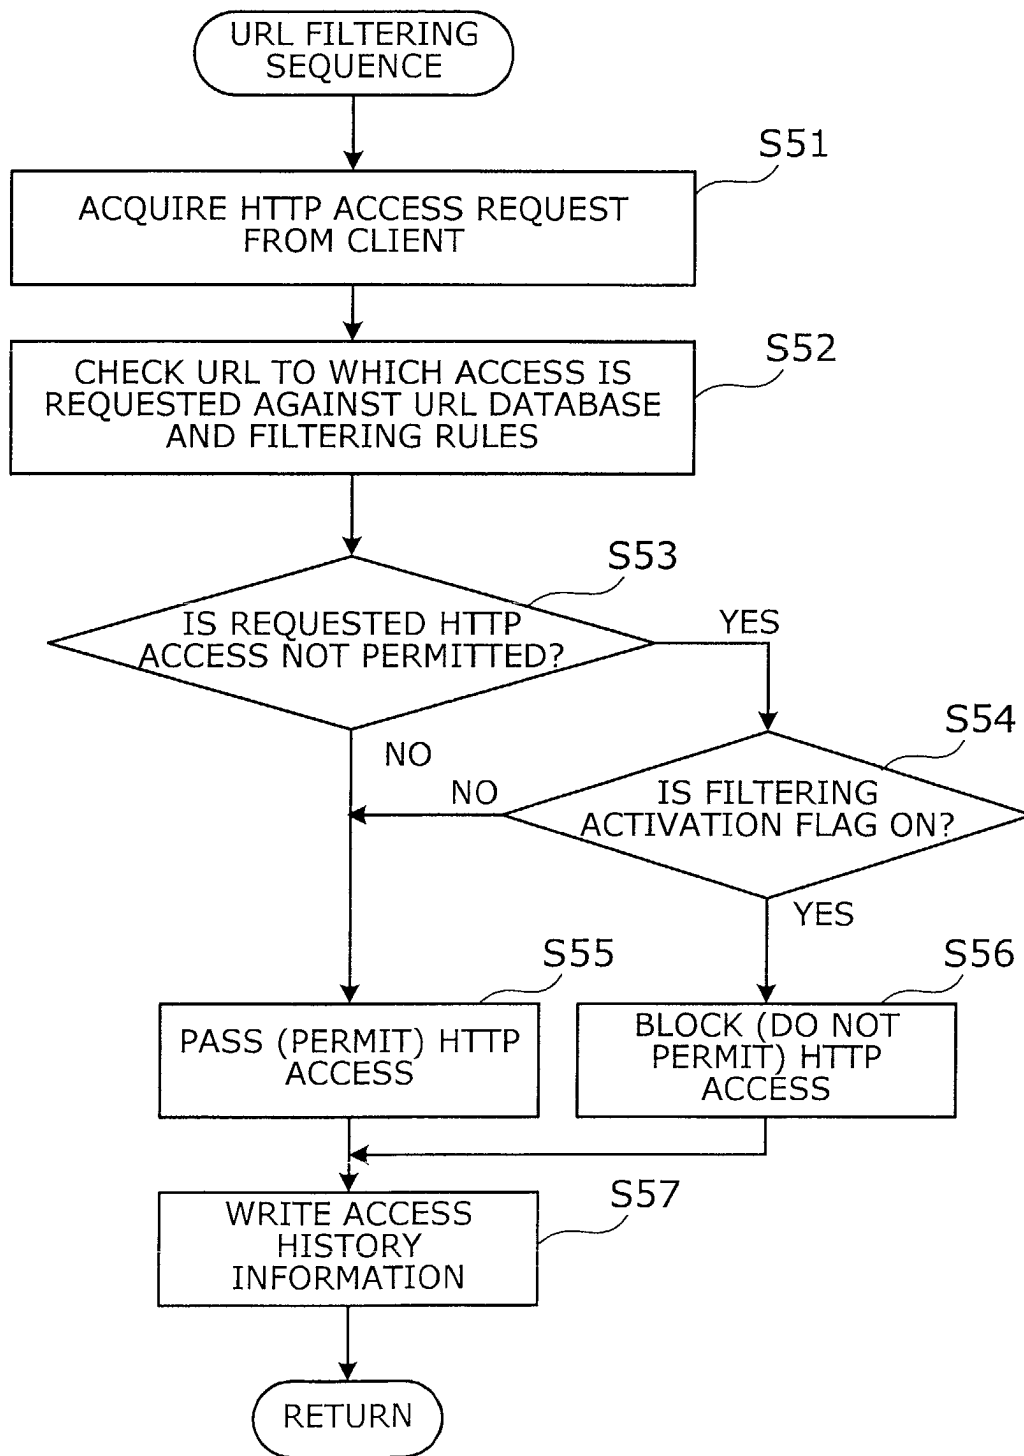 URL FILTERING
SEQUENCE
S51
ACQUIRE HTTP ACCESS REQUEST
FROM CLIENT
S52
CHECK URL TO WHICH ACCESS IS
REQUESTED AGAINST URL DATABASE
AND FILTERING RULES
S53
IS REQUESTED HTTP
ACCESS NOT PERMITTED?
YES
NO
S54
IS FILTERING
ACTIVATION FLAG ON?
NO
YES
S55
PASS (PERMIT) HTTP
ACCESS
S56
BLOCK (DO NOT
PERMIT) HTTP
ACCESS
S57
WRITE ACCESS
HISTORY
INFORMATION
RETURN